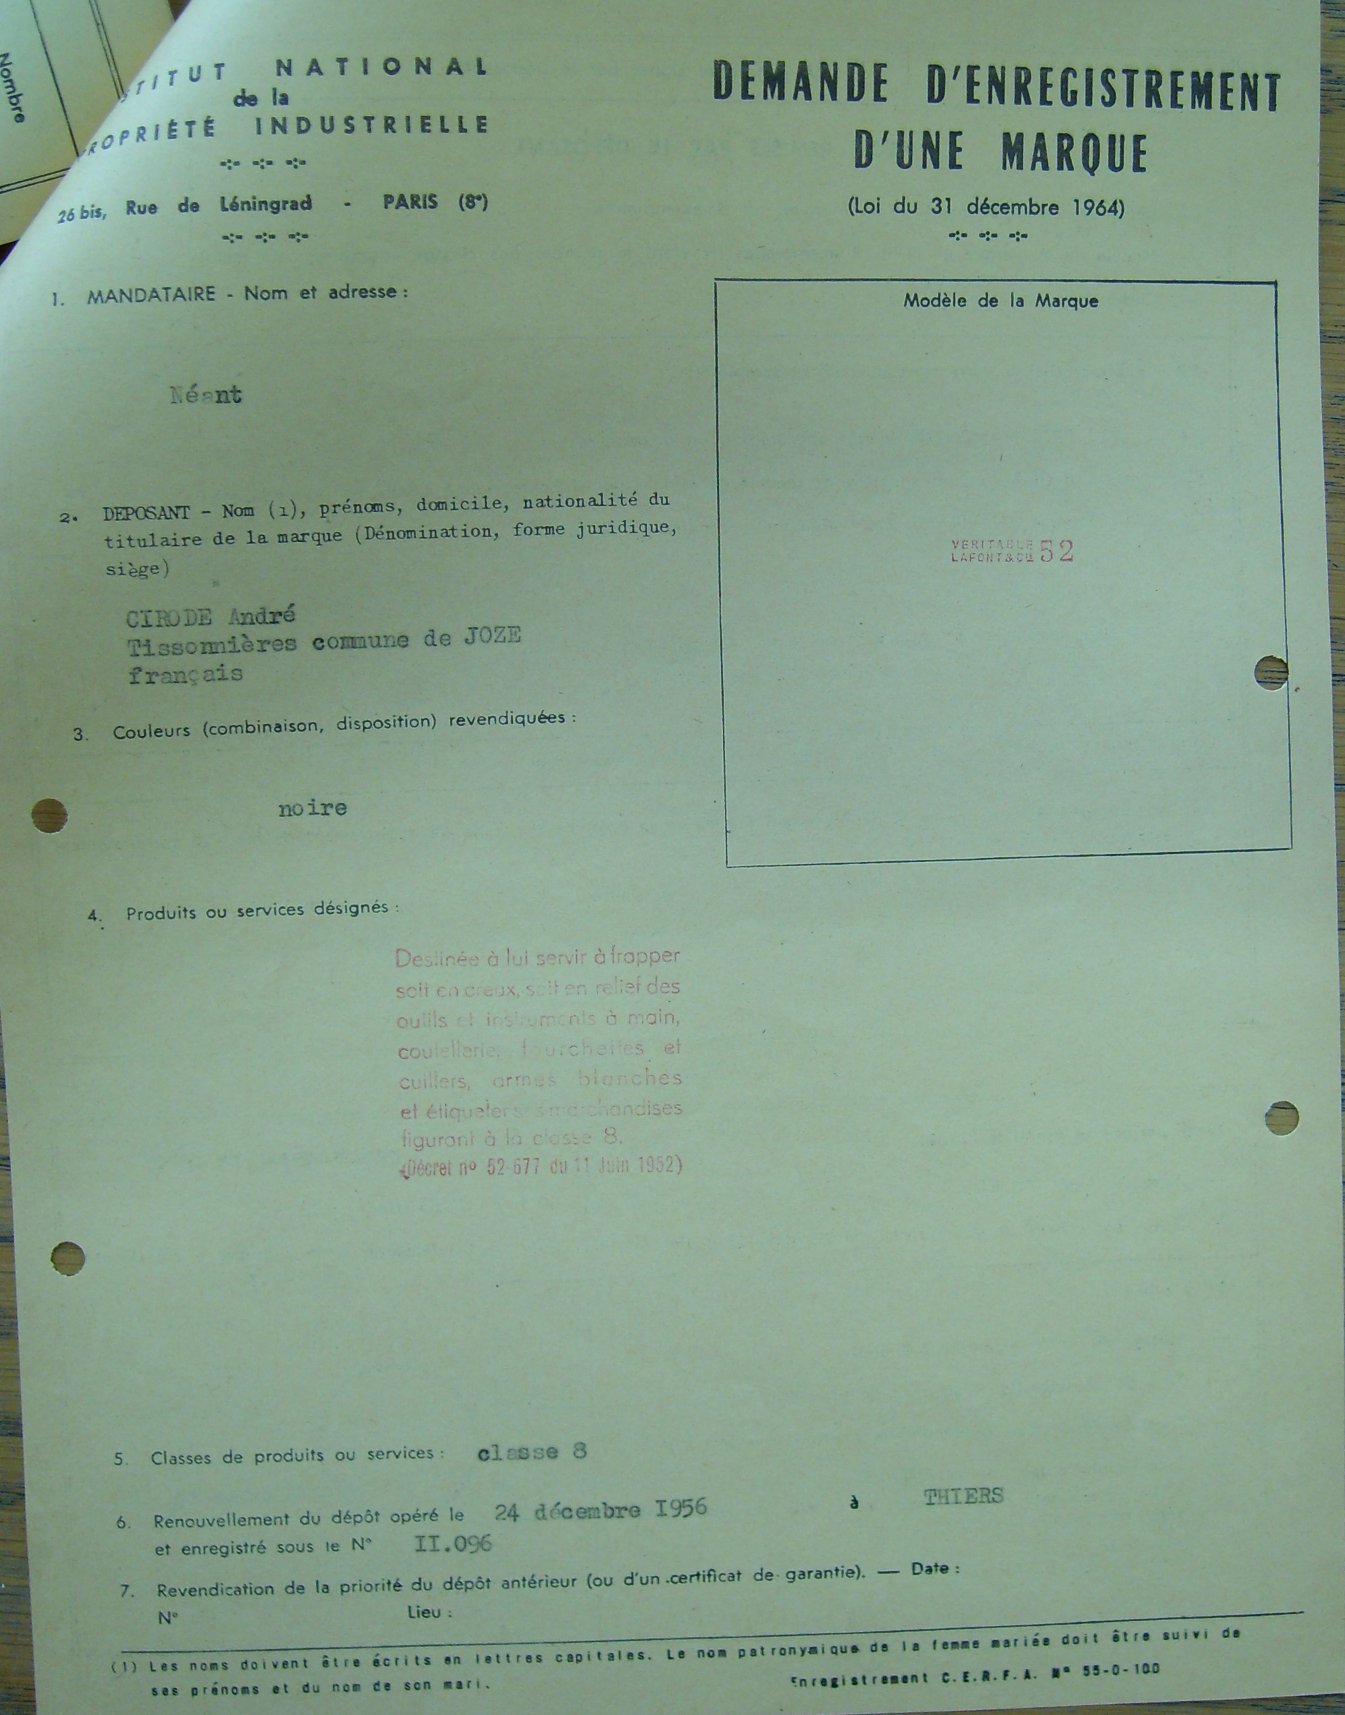 Nombre
TITUT NATIONAL
de la
ROPRIÉTÉ INDUSTRIELLE
-:- -:- -:-
26 bis, Rue de Léningrad - PARIS (8e)
-:- -:- -:-
DEMANDE D'ENREGISTREMENT
D'UNE MARQUE
(Loi du 31 décembre 1964)
-:- -:- -:-
1. MANDATAIRE - Nom et adresse :
Néant
Modèle de la Marque
VERITABLE
LAFONT&CIE 52
2. DEPOSANT - Nom (1), prénoms, domicile, nationalité du
titulaire de la marque (Dénomination, forme juridique,
siège)
CIRODE André
Tissonnières commune de JOZE
français
3. Couleurs (combinaison, disposition) revendiquées :
noire
4. Produits ou services désignés :
Destinée à lui servir à frapper
soit en creux, soit en relief des
outils et instruments à main,
coutellerie, fourchettes et
cuillers, armes blanches
et étiqueter marchandises
figurant à la classe 8.
(Décret no 52-677 du 11 Juin 1952)
5. Classes de produits ou services : classe 8
6. Renouvellement du dépôt opéré le 24 décembre I956 à THIERS
et enregistré sous le N° II.096
7. Revendication de la priorité du dépôt antérieur (ou d'un certificat de garantie). — Date :
N° Lieu :
(1) Les noms doivent être écrits en lettres capitales. Le nom patronymique de la femme mariée doit être suivi de
ses prénoms et du nom de son mari.
Enregistrement C.E.R.F.A. N° 55-0-100